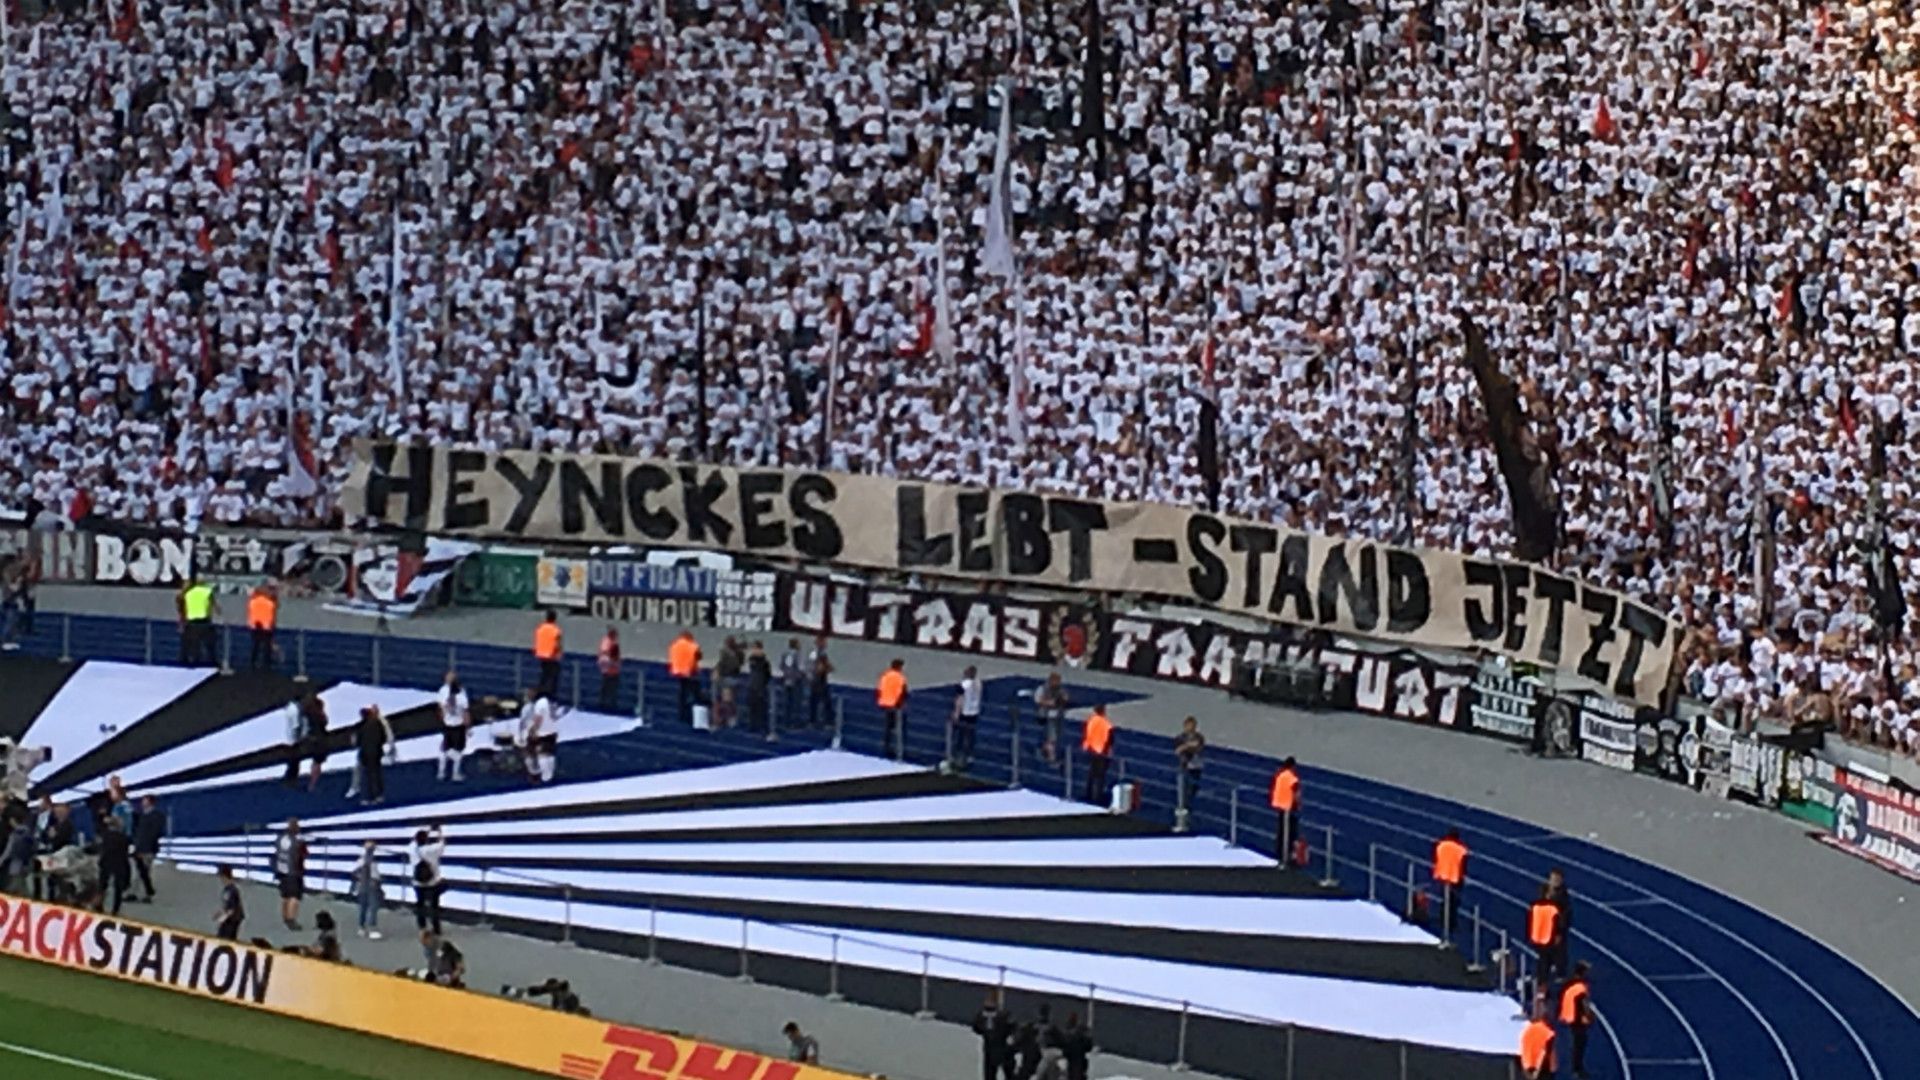 HEYNCKES LEBT - STAND JETZT!
BON
DIFFIDATI
OVUNQUE
ULTRAS FRANKFURT
PACKSTATION
DHL